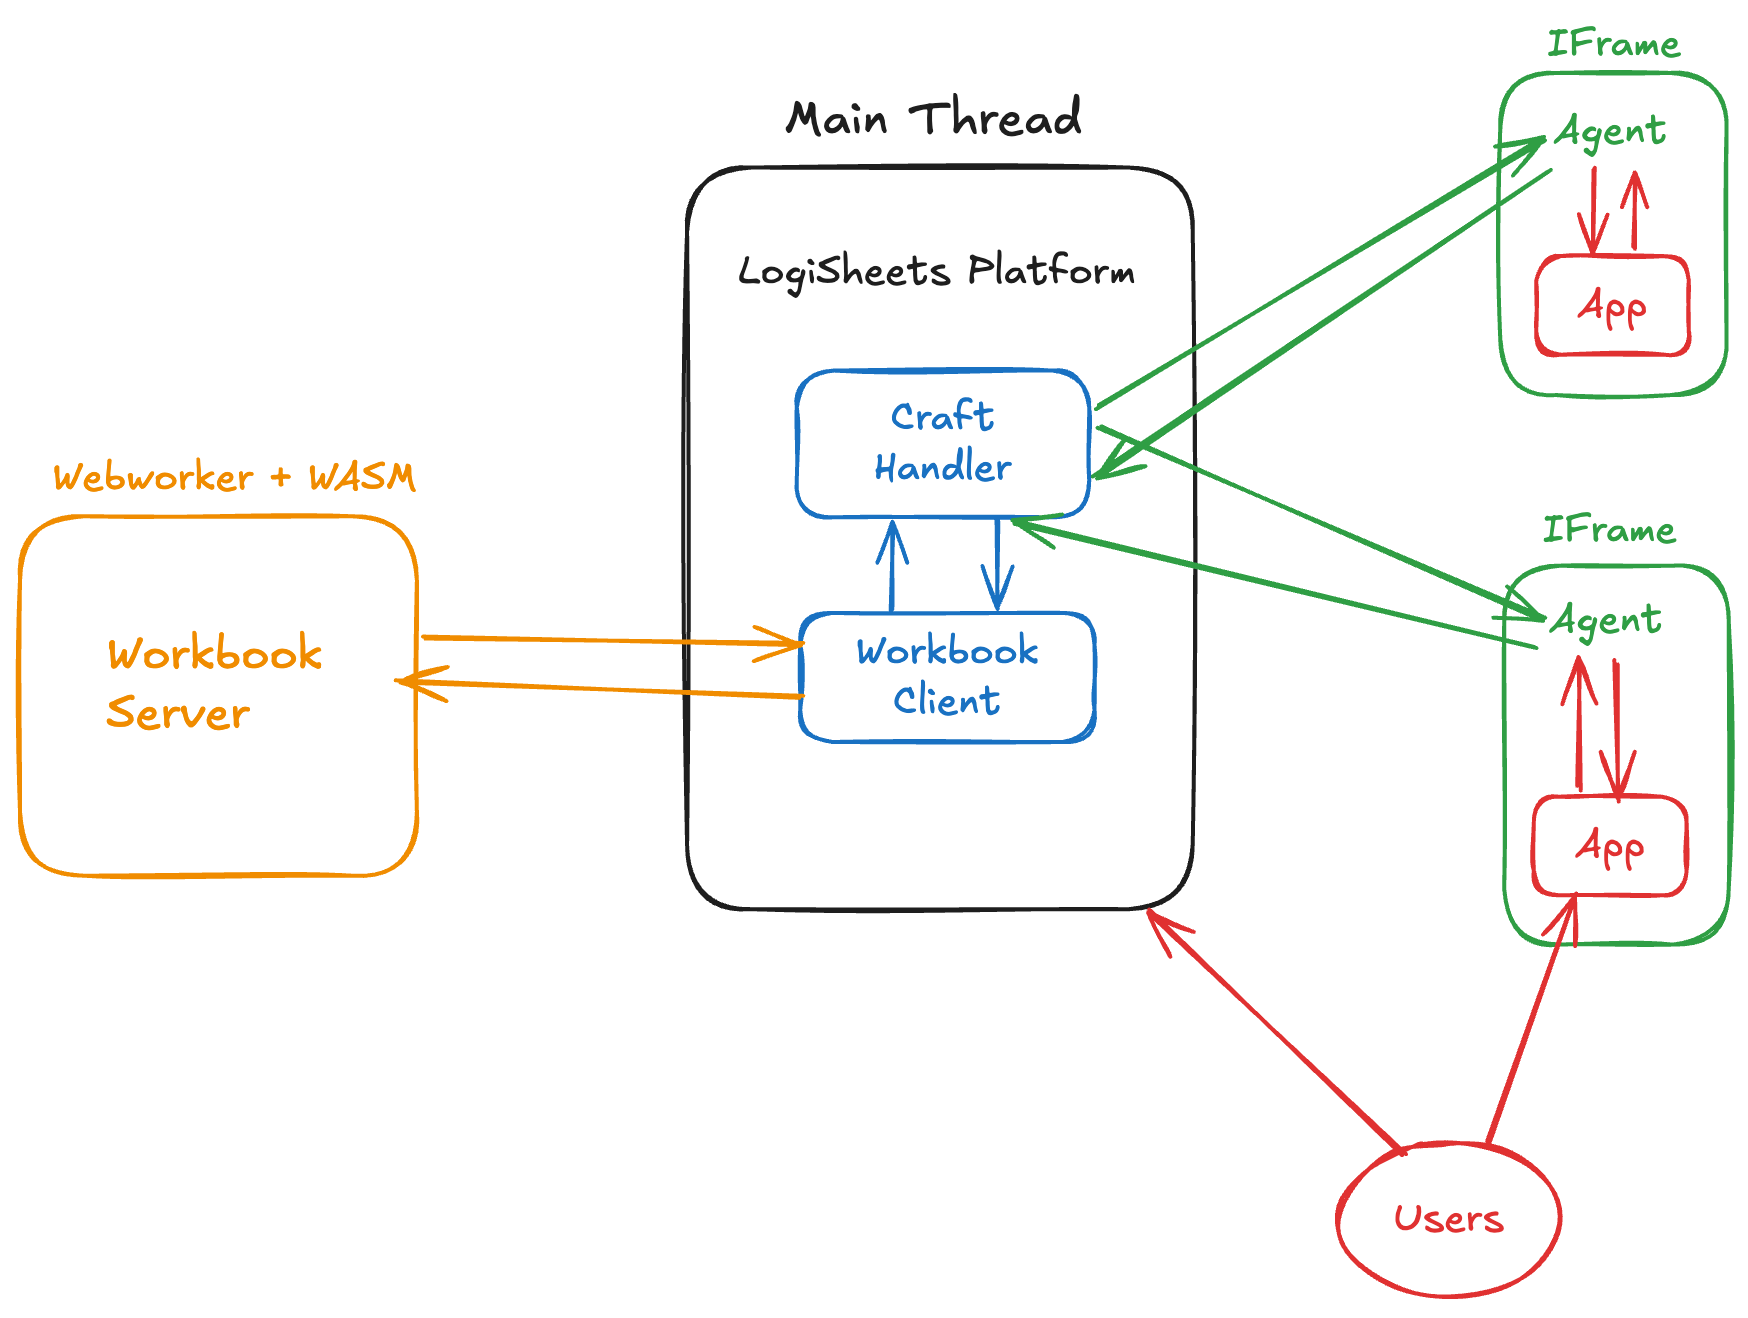 Main Thread
LogiSheets Platform
Craft
Handler
Workbook
Client
Webworker + WASM
Workbook
Server
IFrame
Agent
App
IFrame
Agent
App
Users